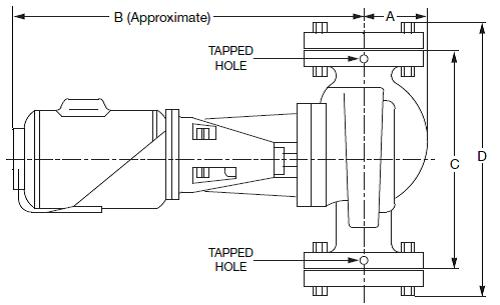 B (Approximate)
A
TAPPED
HOLE
C
D
TAPPED
HOLE